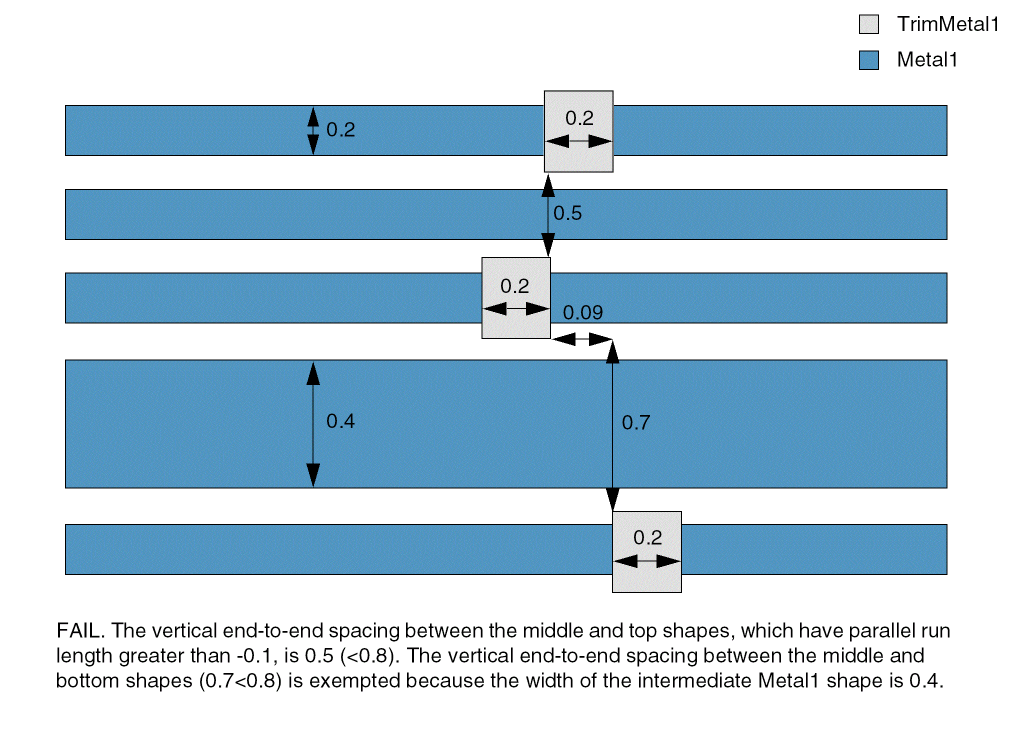 TrimMetal1
Metal1
0.2
0.2
0.5
0.2
0.09
0.4
0.7
0.2
FAIL. The vertical end-to-end spacing between the middle and top shapes, which have parallel run
length greater than -0.1, is 0.5 (<0.8). The vertical end-to-end spacing between the middle and
bottom shapes (0.7<0.8) is exempted because the width of the intermediate Metal1 shape is 0.4.